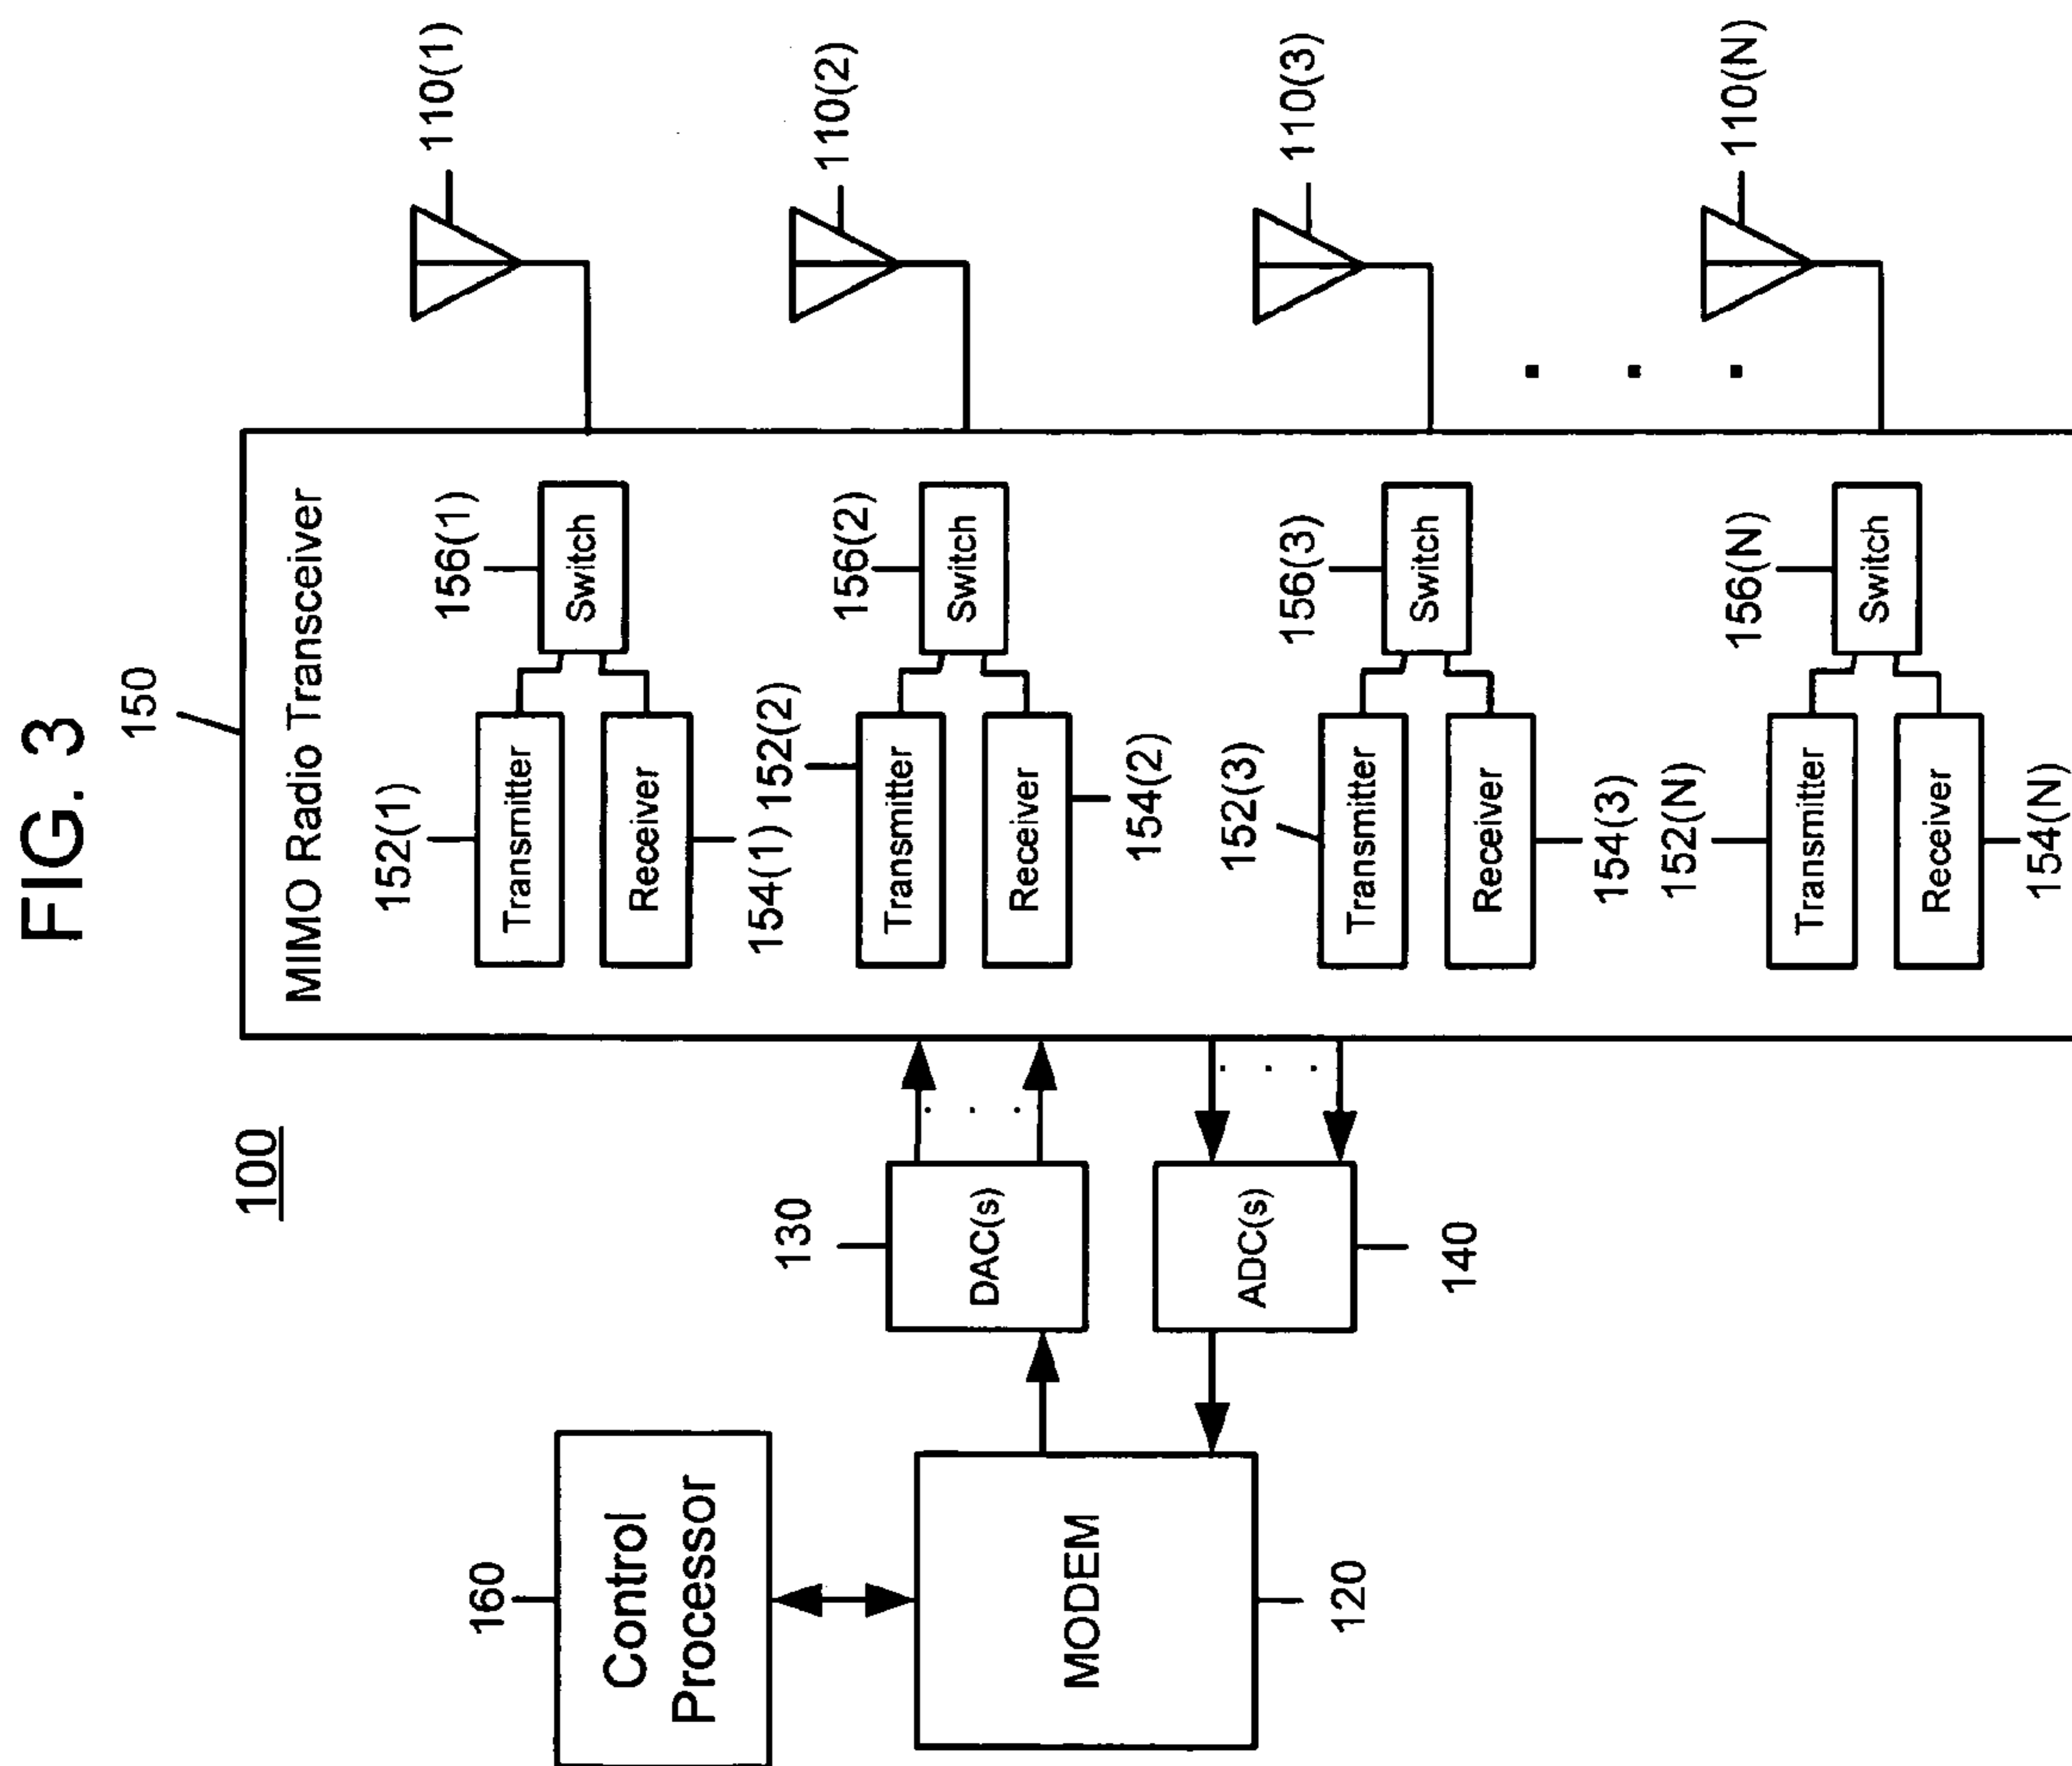 FIG. 3
100
150
MIMO Radio Transceiver
160
Control
Processor
MODEM
120
130
DAC(s)
ADC(s)
140
152(1)
Transmitter
Receiver
154(1)
156(1)
Switch
110(1)
152(2)
Transmitter
Receiver
154(2)
156(2)
Switch
110(2)
152(3)
Transmitter
Receiver
154(3)
156(3)
Switch
110(3)
152(N)
Transmitter
Receiver
154(N)
156(N)
Switch
110(N)